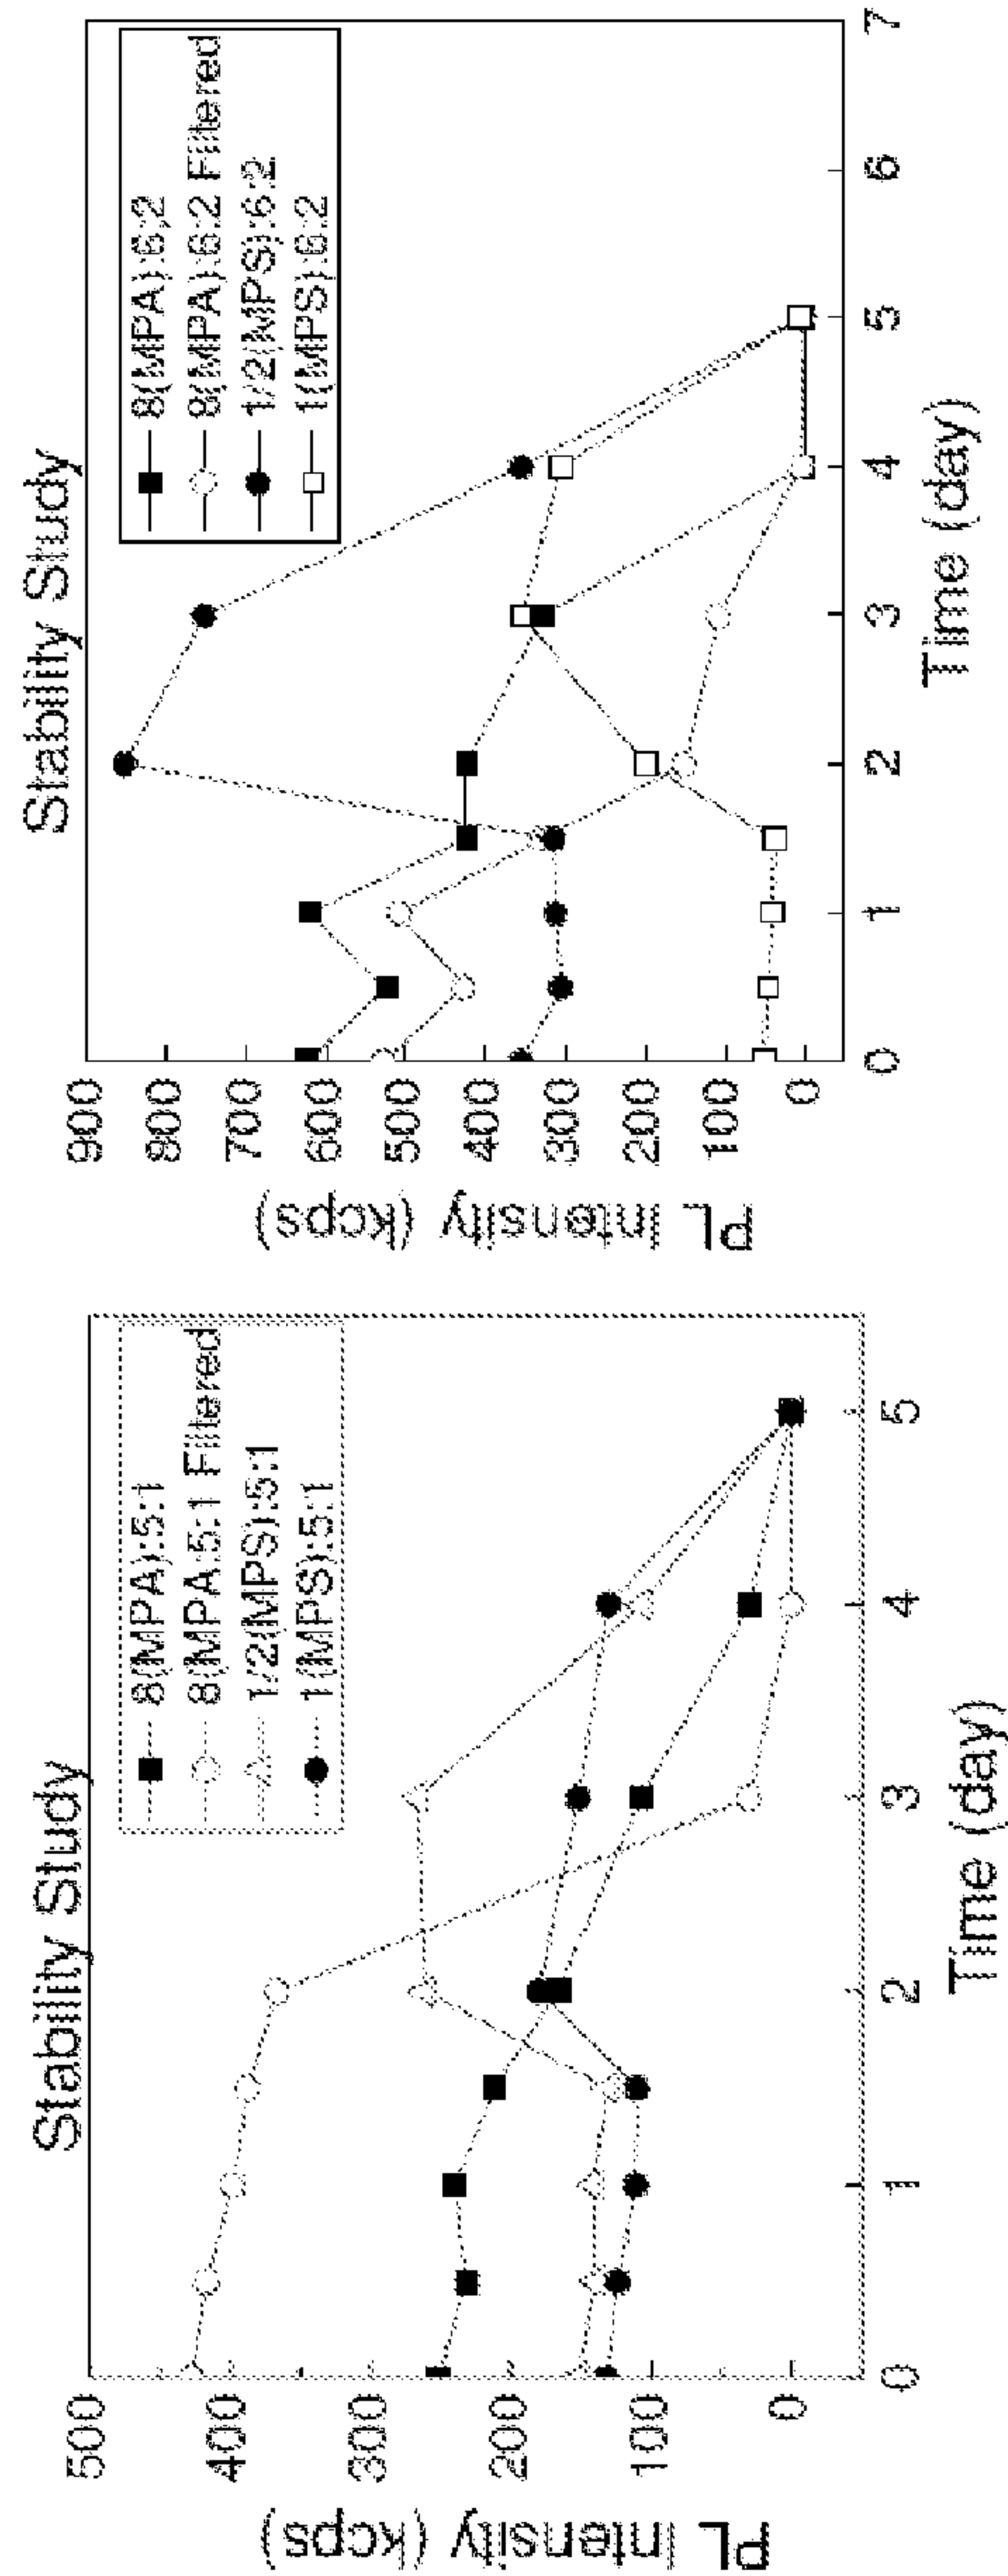 Stability Study
PL Intensity (kcps)
500
400
300
200
100
0
8(MPA):5:1
8(MPA:5:1 Filtered
1/2(MPS):5:1
1(MPS):5:1
0 1 2 3 4 5
Time (day)
Stability Study
PL Intensity (kcps)
900
800
700
600
500
400
300
200
100
0
8(MPA):6;2
8(MPA):6:2 Filtered
1/2(MPS):6:2
1(MPS):6:2
0 1 2 3 4 5 6 7
Time (day)